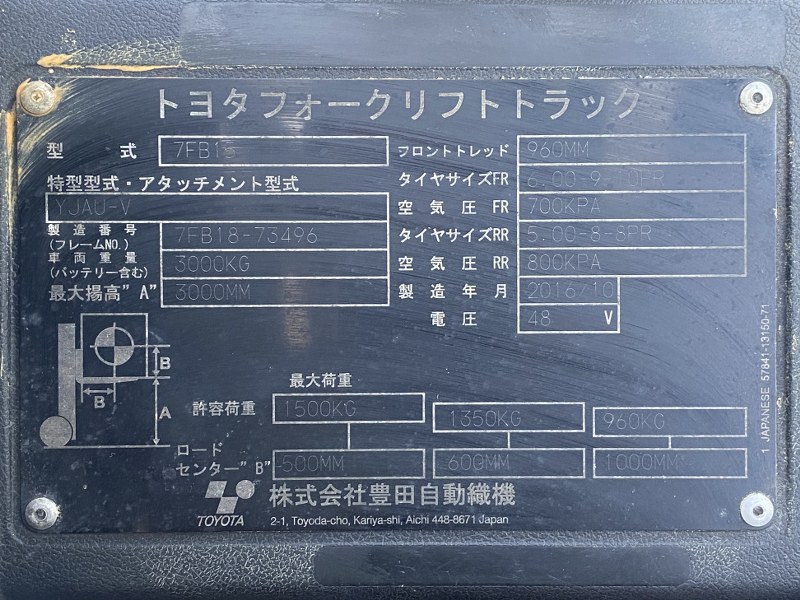 トヨタフォークリフトトラック
型式 7FB15
フロントトレッド 960MM
特型型式・アタッチメント型式
タイヤサイズFR
YJAU-V
空気圧 FR 700KPA
製造番号
(フレームNO.) 7FB18-73496
タイヤサイズRR 5.00-8-8PR
車両重量
(バッテリー含む) 3000KG
空気圧 RR 800KPA
最大揚高"A" 3000MM
製造年月 2016/10
電圧 48 V
B
B
A
最大荷重
許容荷重 1500KG 1350KG 960KG
ロード
センター"B" 500MM 600MM 1000MM
TOYOTA
株式会社豊田自動織機
2-1, Toyoda-cho, Kariya-shi, Aichi 448-8671 Japan
1 JAPANESE 57841-13150-71